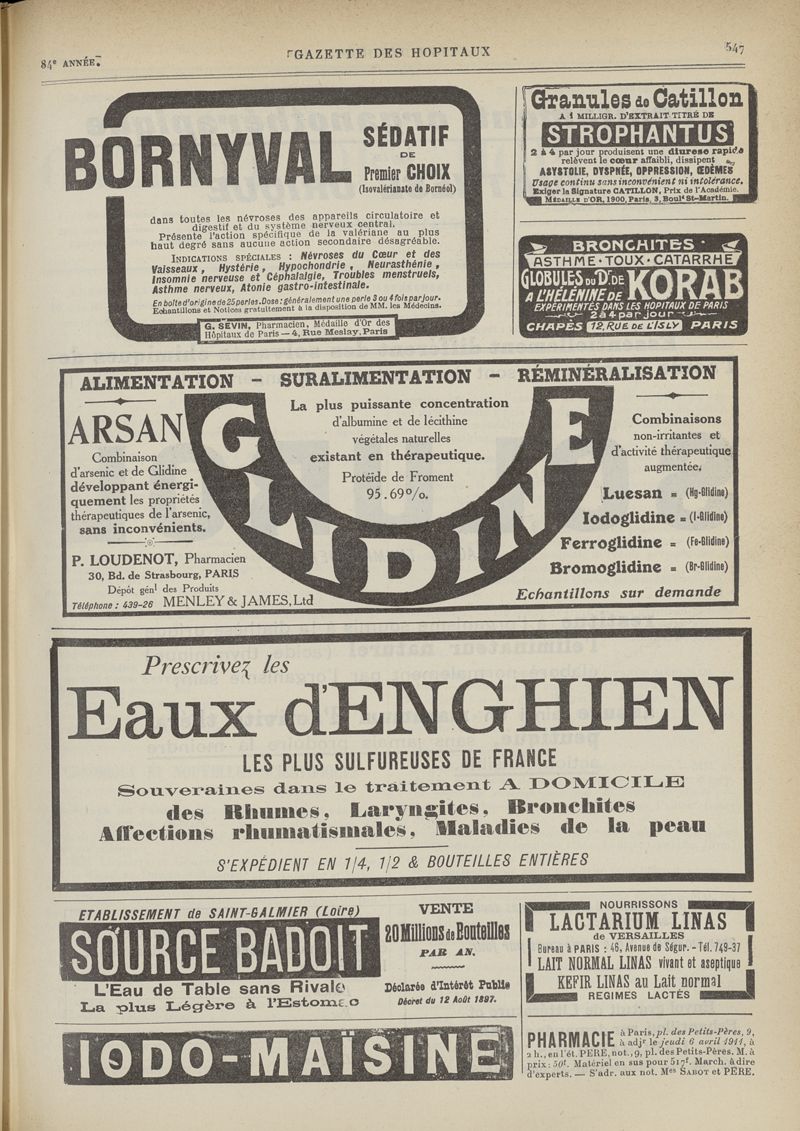 84e ANNÉE.
GAZETTE DES HOPITAUX
547
BORNYVAL
SÉDATIF
DE
Premier CHOIX
(Isovalérianate de Bornéol)
dans toutes les névroses des appareils circulatoire et
digestif et du système nerveux central.
Présente l'action spécifique de la valériane au plus
haut degré sans aucune action secondaire désagréable.
INDICATIONS SPÉCIALES : Névroses du Cœur et des
Vaisseaux, Hystérie, Hypochondrie, Neurasthénie,
Insomnie nerveuse et Céphalalgie, Troubles menstruels,
Asthme nerveux, Atonie gastro-intestinale.
En boîte d'origine de 25 perles. Dose : généralement une perle 3 ou 4 fois par jour.
Echantillons et Notices gratuitement à la disposition de MM. les Médecins.
G. SEVIN, Pharmacien, Médaille d'Or des
Hôpitaux de Paris — 4, Rue Meslay, Paris
Granules de Catillon
A 1 MILLIGR. D'EXTRAIT TITRÉ DE
STROPHANTUS
2 à 4 par jour produisent une diurese rapide
relèvent le cœur affaibli, dissipent
ASYSTOLIE, DYSPNÉE, OPPRESSION, ŒDÈMES
Usage continu sans inconvénient ni intolérance.
Exiger la Signature CATILLON, Prix de l'Académie.
MÉDAILLE D'OR, 1900, Paris, 3, Boult St-Martin.
BRONCHITES
ASTHME · TOUX · CATARRHE
GLOBULES DU Dr. DE KORAB
A L'HÉLÉNINE DE
EXPÉRIMENTÉS DANS LES HOPITAUX DE PARIS
2 à 4 par jour
CHAPÈS 12, RUE DE L'ISLY PARIS
ALIMENTATION - SURALIMENTATION - RÉMINÉRALISATION
GLIDINE
ARSAN
Combinaison
d'arsenic et de Glidine
développant énergi-
quement les propriétés
thérapeutiques de l'arsenic,
sans inconvénients.
P. LOUDENOT, Pharmacien
30, Bd. de Strasbourg, PARIS
Dépôt génl des Produits
Téléphone : 439-26 MENLEY & JAMES, Ltd
La plus puissante concentration
d'albumine et de lécithine
végétales naturelles
existant en thérapeutique.
Protéide de Froment
95.69%.
Combinaisons
non-irritantes et
d'activité thérapeutique
augmentée.
Luesan = (Hg-Glidine)
Iodoglidine = (I-Glidine)
Ferroglidine = (Fe-Glidine)
Bromoglidine = (Br-Glidine)
Echantillons sur demande
Prescrivez les
Eaux d'ENGHIEN
LES PLUS SULFUREUSES DE FRANCE
Souveraines dans le traitement A DOMICILE
des Rhumes, Laryngites, Bronchites
Affections rhumatismales, Maladies de la peau
S'EXPÉDIENT EN 1/4, 1/2 & BOUTEILLES ENTIÈRES
ETABLISSEMENT de SAINT-GALMIER (Loire)
SOURCE BADOIT
L'Eau de Table sans Rivale
La plus Légère à l'Estomac
VENTE
20 Millions de Bouteilles
PAR AN.
Déclarée d'Intérêt Public
Décret du 12 Août 1897.
NOURRISSONS
LACTARIUM LINAS
de VERSAILLES
Bureau à PARIS : 46, Avenue de Ségur. - Tél. 749-37
LAIT NORMAL LINAS vivant et aseptique
KEFIR LINAS au Lait normal
REGIMES LACTÉS
IODO-MAÏSINE
PHARMACIE à Paris, pl. des Petits-Pères, 9,
à adjr le jeudi 6 avril 1911, à
2 h., en l'ét. PERE, not., 9, pl. des Petits-Pères. M. à
prix : 50f. Matériel en sus pour 517f. March. à dire
d'experts. — S'adr. aux not. Mes SABOT et PÈRE.